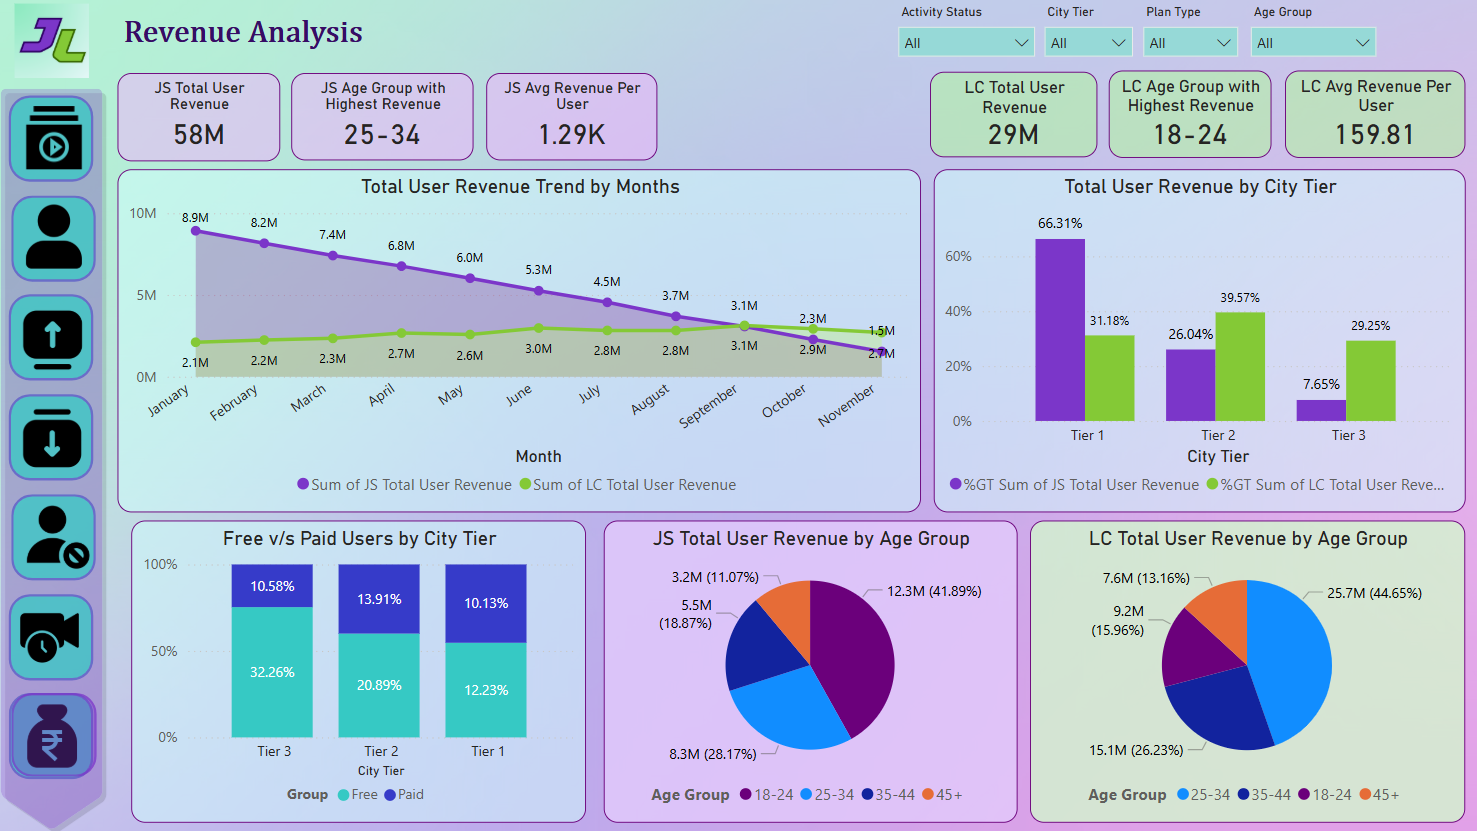 JL
Revenue Analysis
Activity Status
City Tier
Plan Type
Age Group
All
All
All
All
JS Total User
Revenue
58M
JS Age Group with
Highest Revenue
25-34
JS Avg Revenue Per
User
1.29K
LC Total User
Revenue
29M
LC Age Group with
Highest Revenue
18-24
LC Avg Revenue Per
User
159.81
Total User Revenue Trend by Months
10M
5M
0M
8.9M
8.2M
7.4M
6.8M
6.0M
5.3M
4.5M
3.7M
3.1M
2.3M
1.5M
2.1M
2.2M
2.3M
2.7M
2.6M
3.0M
2.8M
2.8M
3.1M
2.9M
2.7M
January
February
March
April
May
June
July
August
September
October
November
Month
Sum of JS Total User Revenue
Sum of LC Total User Revenue
Total User Revenue by City Tier
60%
40%
20%
0%
66.31%
31.18%
26.04%
39.57%
7.65%
29.25%
Tier 1
Tier 2
Tier 3
City Tier
%GT Sum of JS Total User Revenue
%GT Sum of LC Total User Reve...
Free v/s Paid Users by City Tier
100%
50%
0%
10.58%
13.91%
10.13%
32.26%
20.89%
12.23%
Tier 3
Tier 2
Tier 1
City Tier
Group Free Paid
JS Total User Revenue by Age Group
3.2M (11.07%)
12.3M (41.89%)
5.5M
(18.87%)
8.3M (28.17%)
Age Group 18-24 25-34 35-44 45+
LC Total User Revenue by Age Group
7.6M (13.16%)
25.7M (44.65%)
9.2M
(15.96%)
15.1M (26.23%)
Age Group 25-34 35-44 18-24 45+
₹